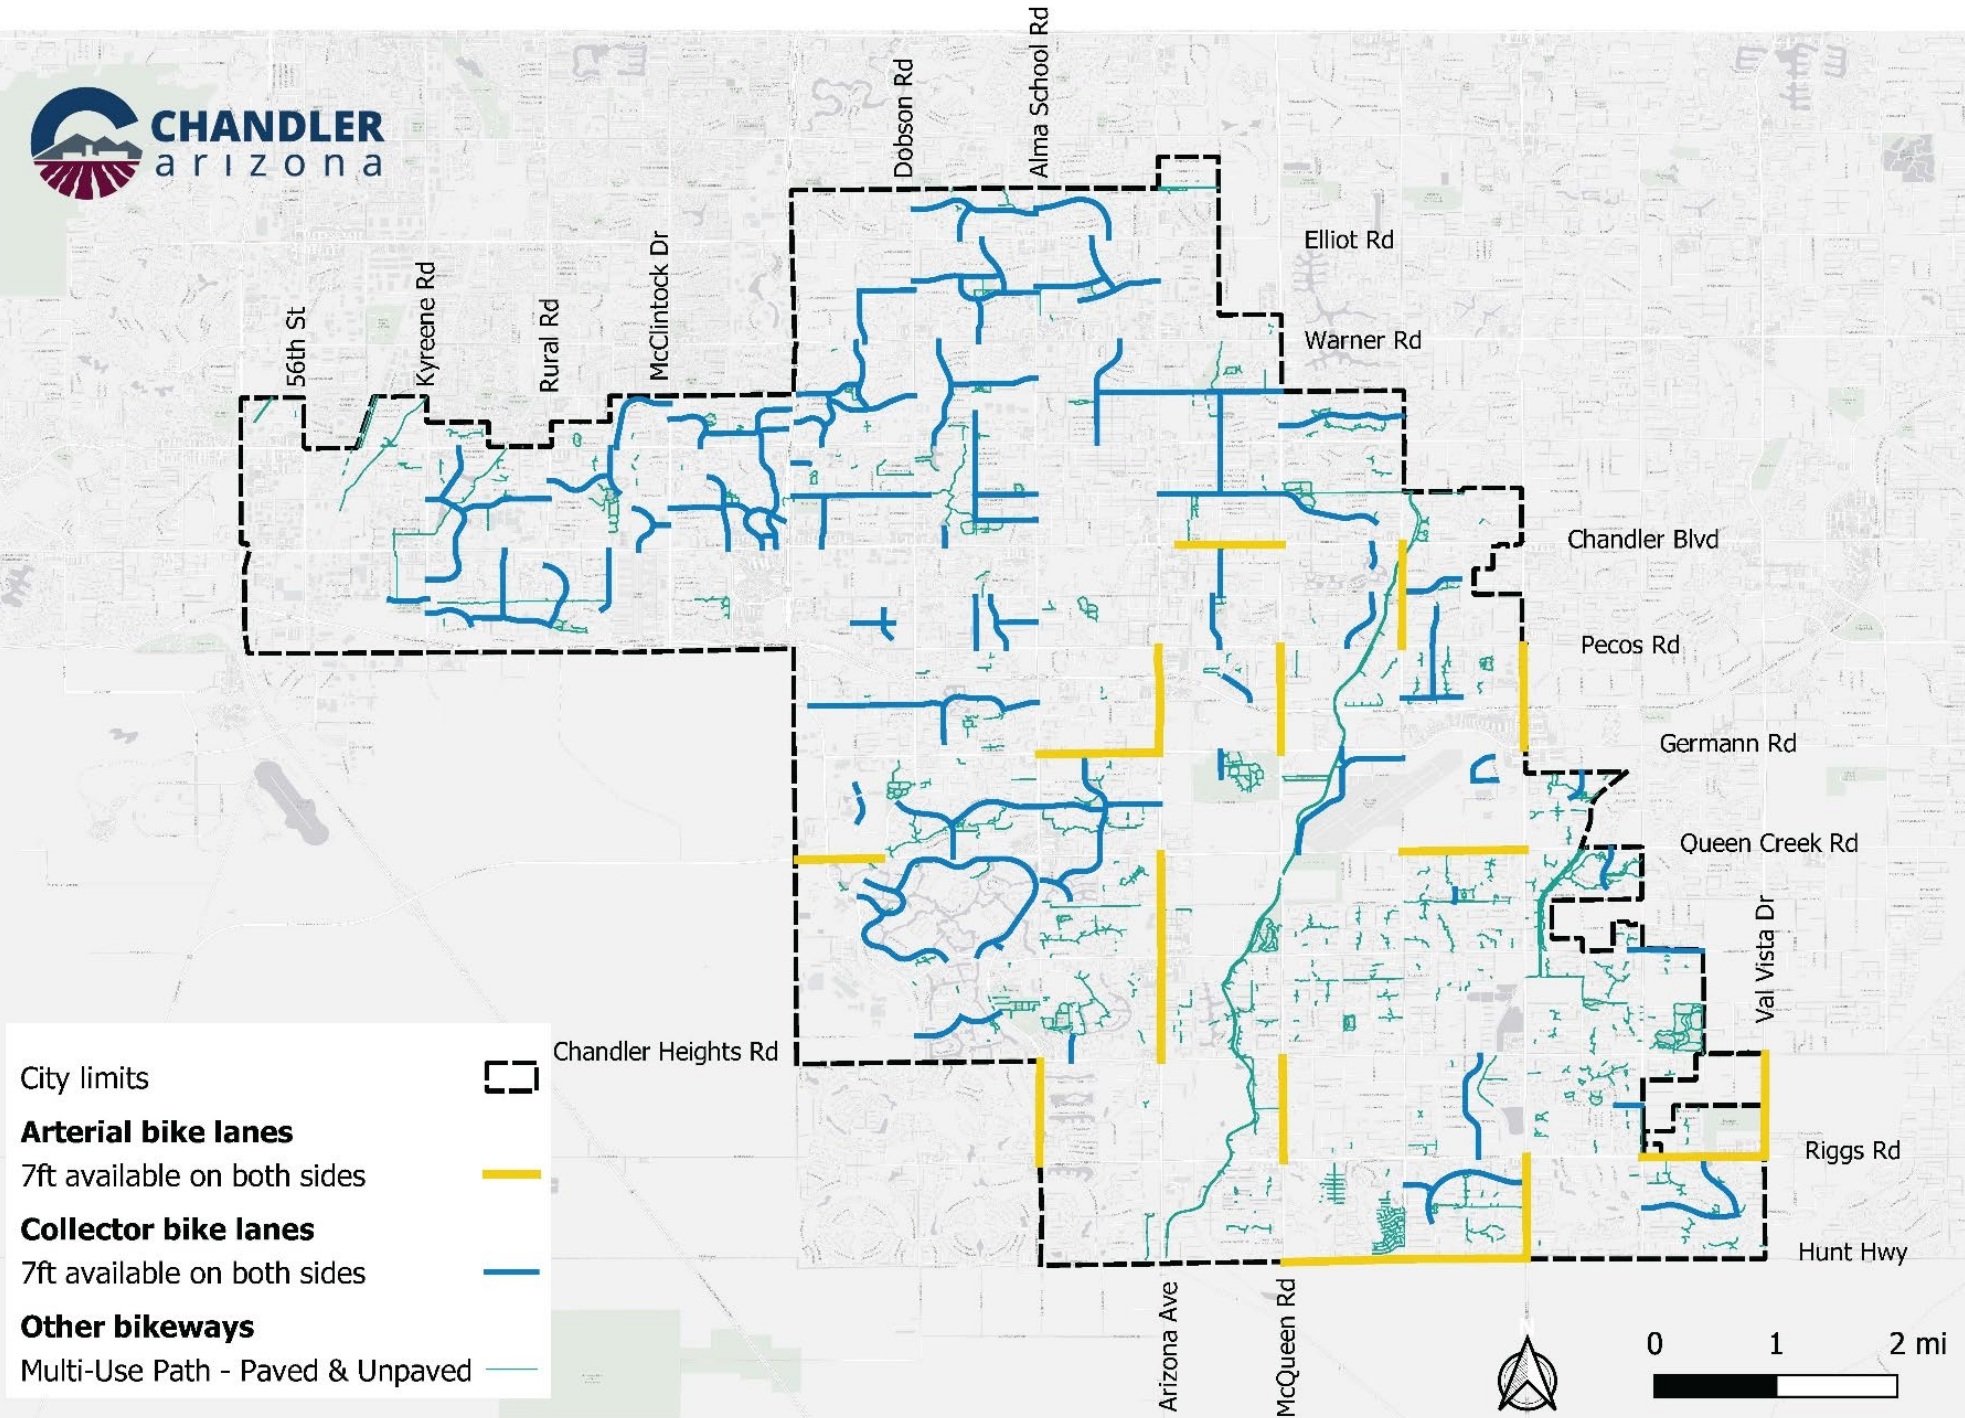 CHANDLER
arizona
Dobson Rd
Alma School Rd
56th St
Kyreene Rd
Rural Rd
McClintock Dr
Elliot Rd
Warner Rd
Chandler Blvd
Pecos Rd
Germann Rd
Queen Creek Rd
Val Vista Dr
Chandler Heights Rd
Riggs Rd
Hunt Hwy
Arizona Ave
McQueen Rd
City limits
Arterial bike lanes
7ft available on both sides
Collector bike lanes
7ft available on both sides
Other bikeways
Multi-Use Path - Paved & Unpaved
N
0 1 2 mi